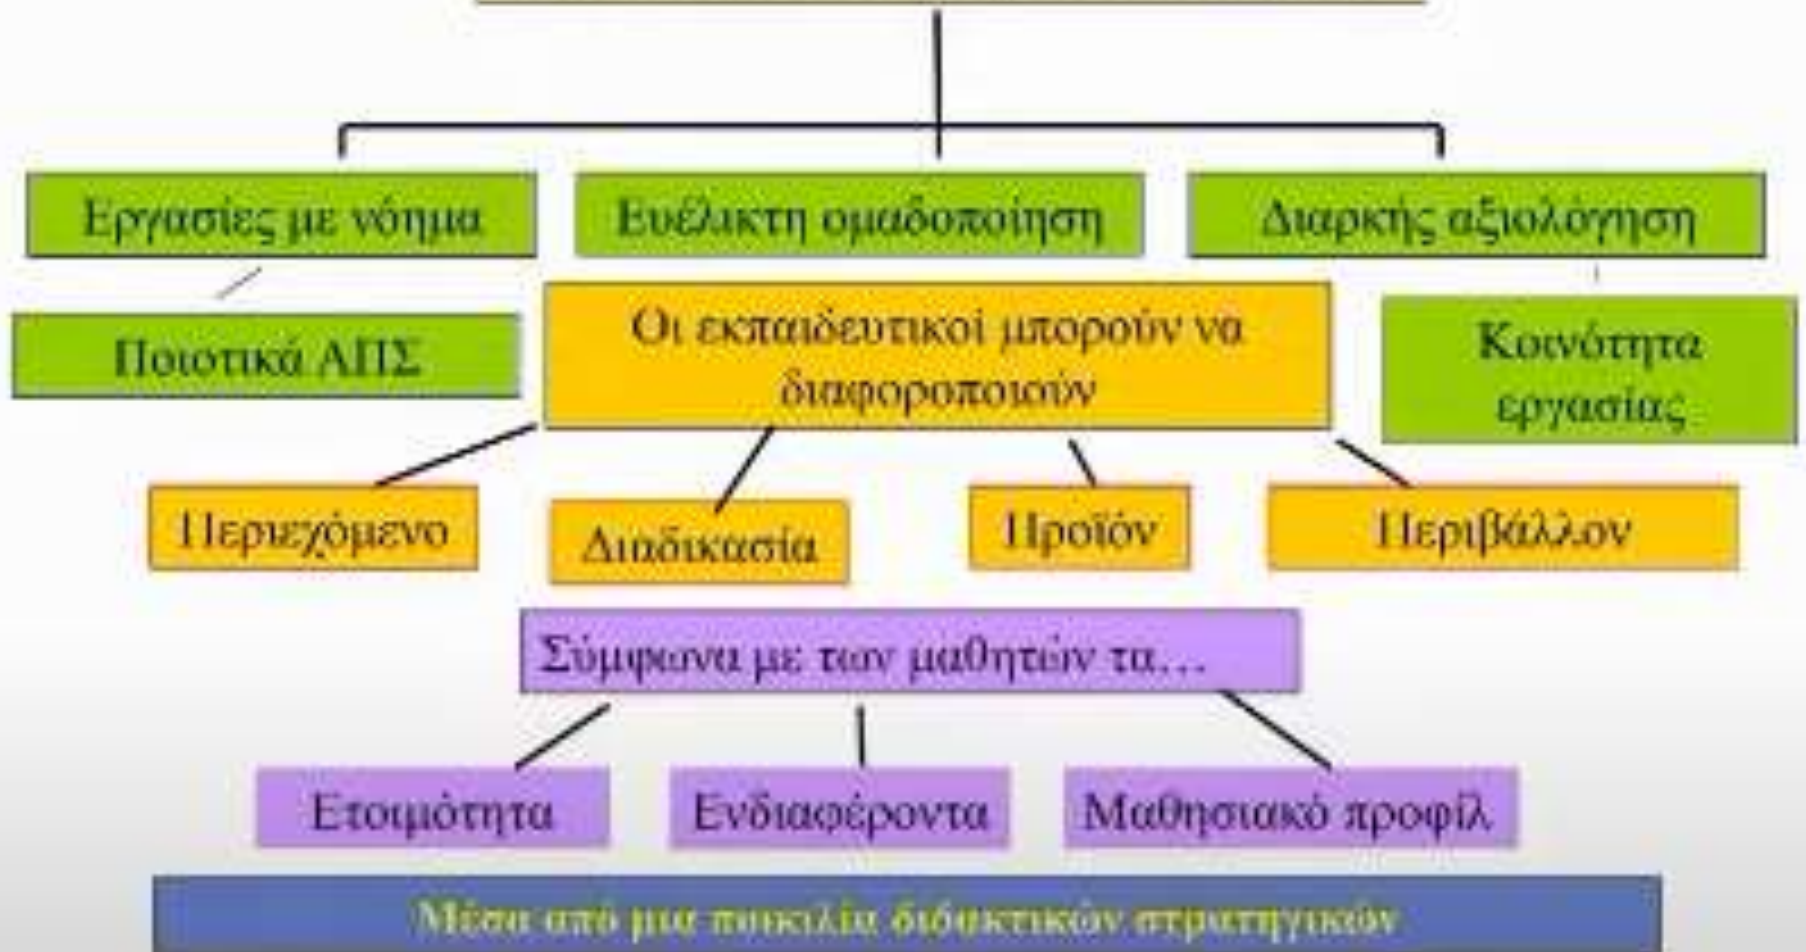 Εργασίες με νόημα
Ευέλικτη ομαδοποίηση
Διαρκής αξιολόγηση
Ποιοτικά ΑΠΣ
Οι εκπαιδευτικοί μπορούν να
διαφοροποιούν
Κοινότητα
εργασίας
Περιεχόμενο
Διαδικασία
Προϊόν
Περιβάλλον
Σύμφωνα με των μαθητών τα…
Ετοιμότητα
Ενδιαφέροντα
Μαθησιακό προφίλ
Μέσα από μια ποικιλία διδακτικών στρατηγικών